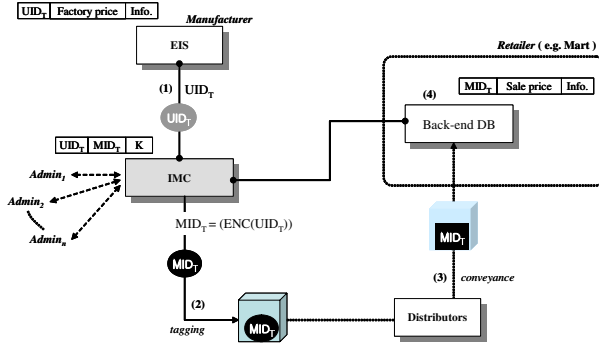 UIDT Factory price Info.
Manufacturer
EIS
Retailer ( e.g. Mart )
(1) UIDT
(4)
MIDT Sale price Info.
UIDT
Back-end DB
UIDT MIDT K
Admin1
IMC
Admin2
Adminn
MIDT = (ENC(UIDT))
MIDT
MIDT
(3) conveyance
(2)
tagging
MIDT
Distributors